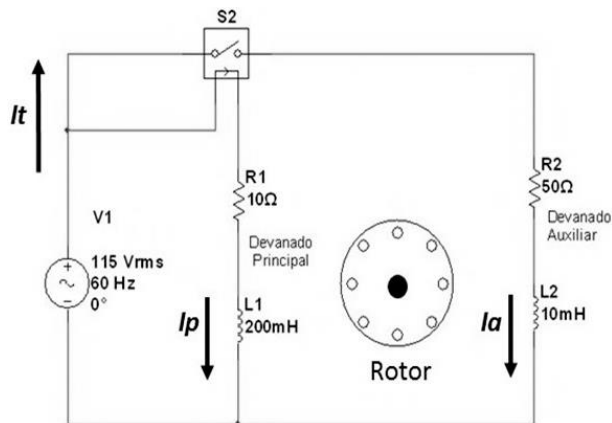 S2
It
R1
10Ω
R2
50Ω
V1
Devanado
Principal
Devanado
Auxiliar
115 Vrms
60 Hz
0°
Ip
L1
200mH
Ia
L2
10mH
Rotor